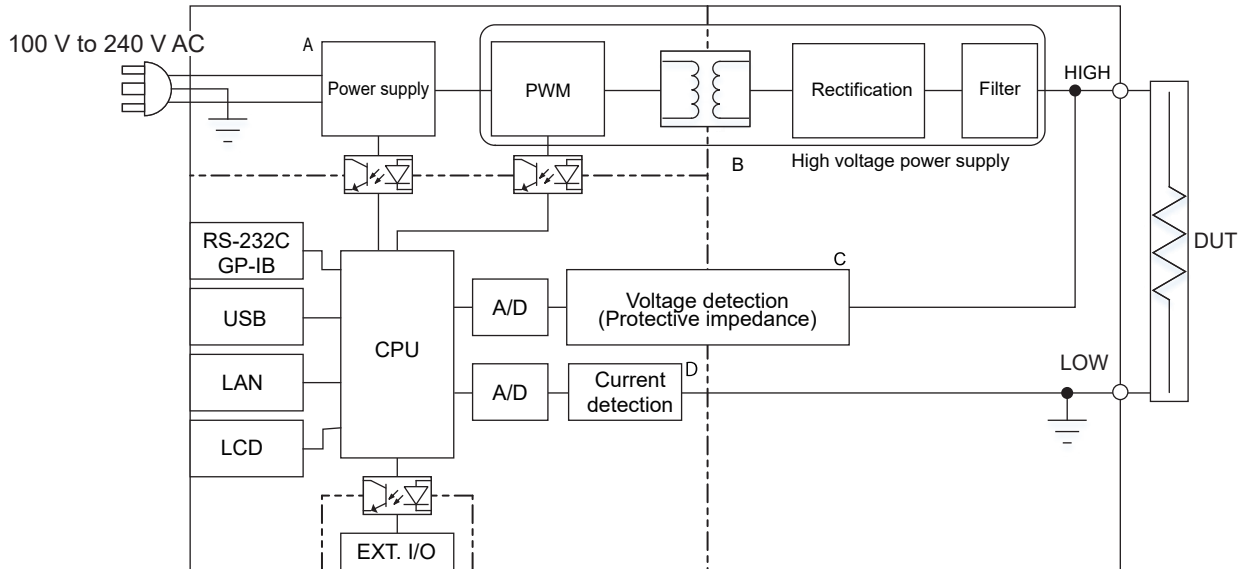 100 V to 240 V AC
A
Power supply
PWM
Rectification
Filter
HIGH
B
High voltage power supply
RS-232C
GP-IB
USB
LAN
LCD
CPU
A/D
C
Voltage detection
(Protective impedance)
A/D
D
Current
detection
LOW
DUT
EXT. I/O